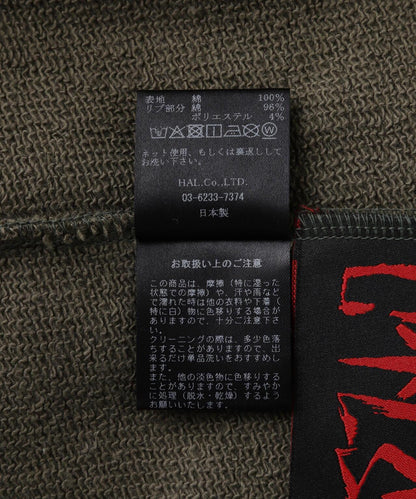 表地 綿 100%
リブ部分 綿 96%
ポリエステル 4%
ネット使用、もしくは裏返しして
お洗い下さい。
HAL.Co.,LTD.
03-6233-7374
日本製
お取扱い上のご注意
この商品は、摩擦（特に湿った
状態での摩擦）や、汗や雨など
で濡れた時は他の衣料や下着（
特に白）物に色移りする場合が
ありますので、十分ご注意下さ
い。
クリーニングの際は、多少色落
ちすることがありますので、出
来るだけ単品洗いをおすすめし
ます。
また、他の淡色物に色移りする
ことがありますので、すみやか
に処理（脱水・乾燥）するよう
お願いいたします。